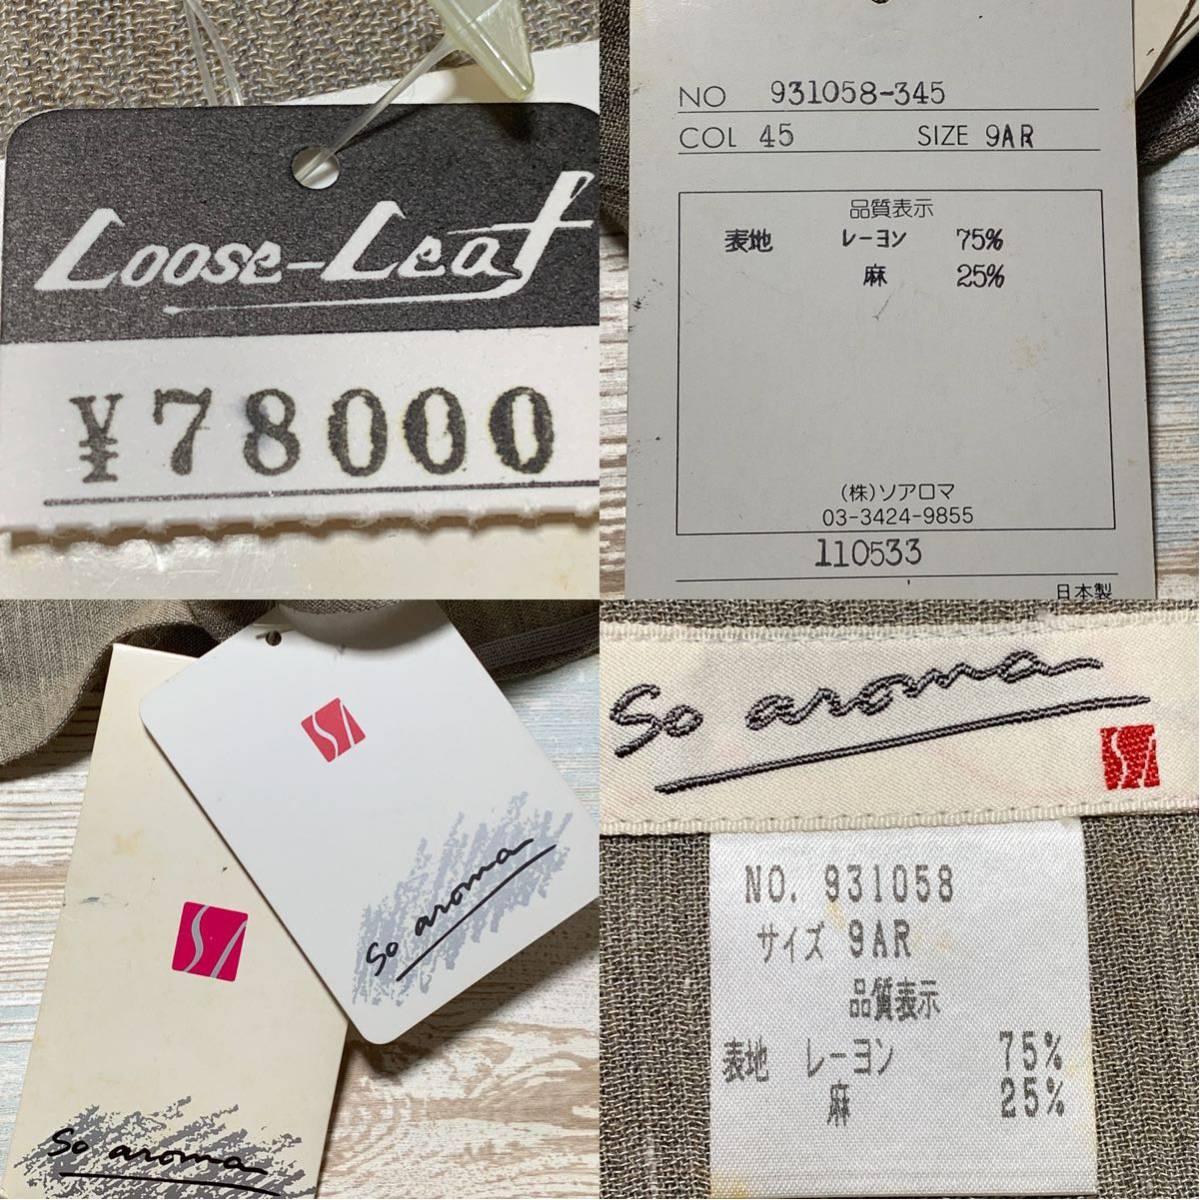 Loose-Leaf
¥78000
NO 931058-345
COL 45 SIZE 9AR
品質表示
表地 レーヨン 75%
麻 25%
(株)ソアロマ
03-3424-9855
110533
日本製
SA
So aroma
SA
So aroma
So aroma
SA
NO. 931058
サイズ 9AR
品質表示
表地 レーヨン 75%
麻 25%